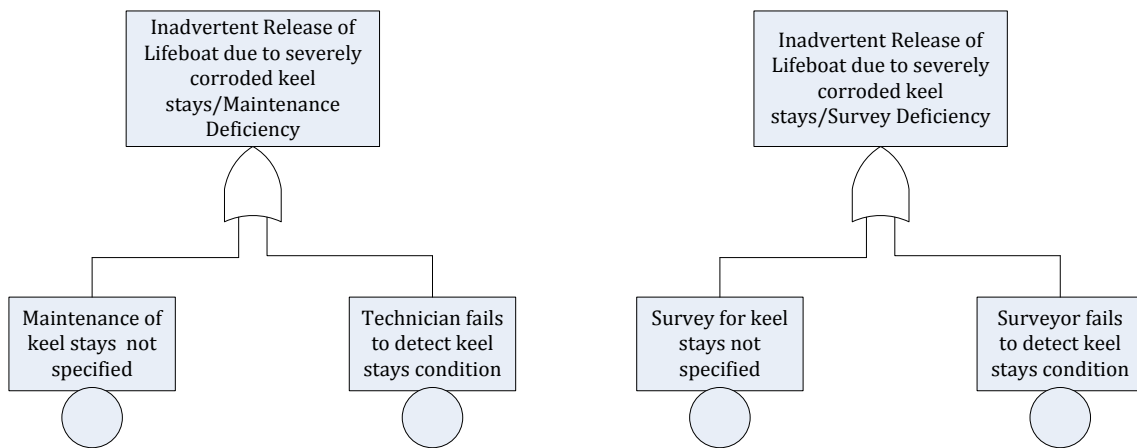 Inadvertent Release of
Lifeboat due to severely
corroded keel
stays/Maintenance
Deficiency
Inadvertent Release of
Lifeboat due to severely
corroded keel
stays/Survey Deficiency
Maintenance of
keel stays  not
specified
Technician fails
to detect keel
stays condition
Survey for keel
stays not
specified
Surveyor fails
to detect keel
stays condition